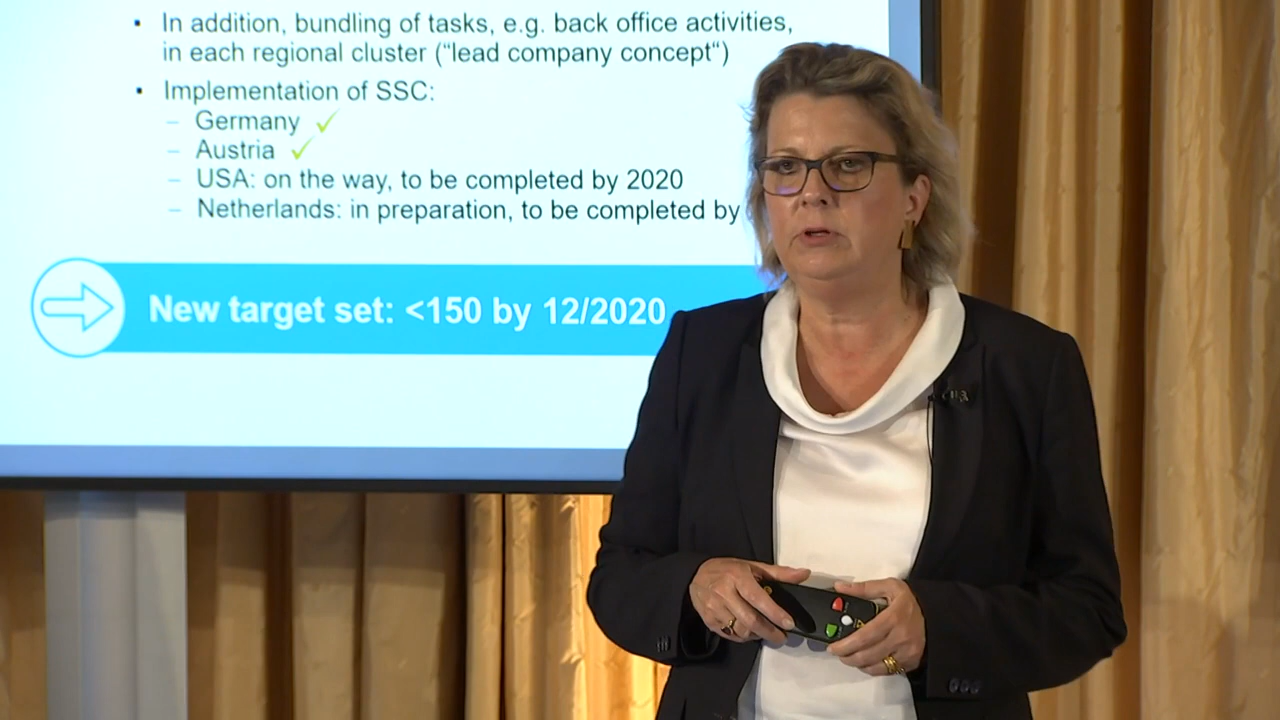 ▪ In addition, bundling of tasks, e.g. back office activities,
in each regional cluster (“lead company concept“)
▪ Implementation of SSC:
– Germany ✓
– Austria ✓
– USA: on the way, to be completed by 2020
– Netherlands: in preparation, to be completed by
New target set: <150 by 12/2020